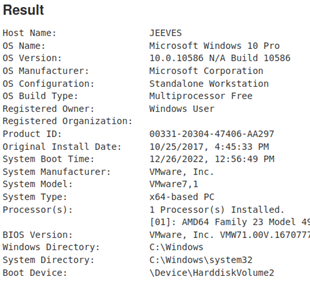 Result
Host Name: JEEVES
OS Name: Microsoft Windows 10 Pro
OS Version: 10.0.10586 N/A Build 10586
OS Manufacturer: Microsoft Corporation
OS Configuration: Standalone Workstation
OS Build Type: Multiprocessor Free
Registered Owner: Windows User
Registered Organization:
Product ID: 00331-20304-47406-AA297
Original Install Date: 10/25/2017, 4:45:33 PM
System Boot Time: 12/26/2022, 12:56:49 PM
System Manufacturer: VMware, Inc.
System Model: VMware7,1
System Type: x64-based PC
Processor(s): 1 Processor(s) Installed.
[01]: AMD64 Family 23 Model 49
BIOS Version: VMware, Inc. VMW71.00V.1670777
Windows Directory: C:\Windows
System Directory: C:\Windows\system32
Boot Device: \Device\HarddiskVolume2